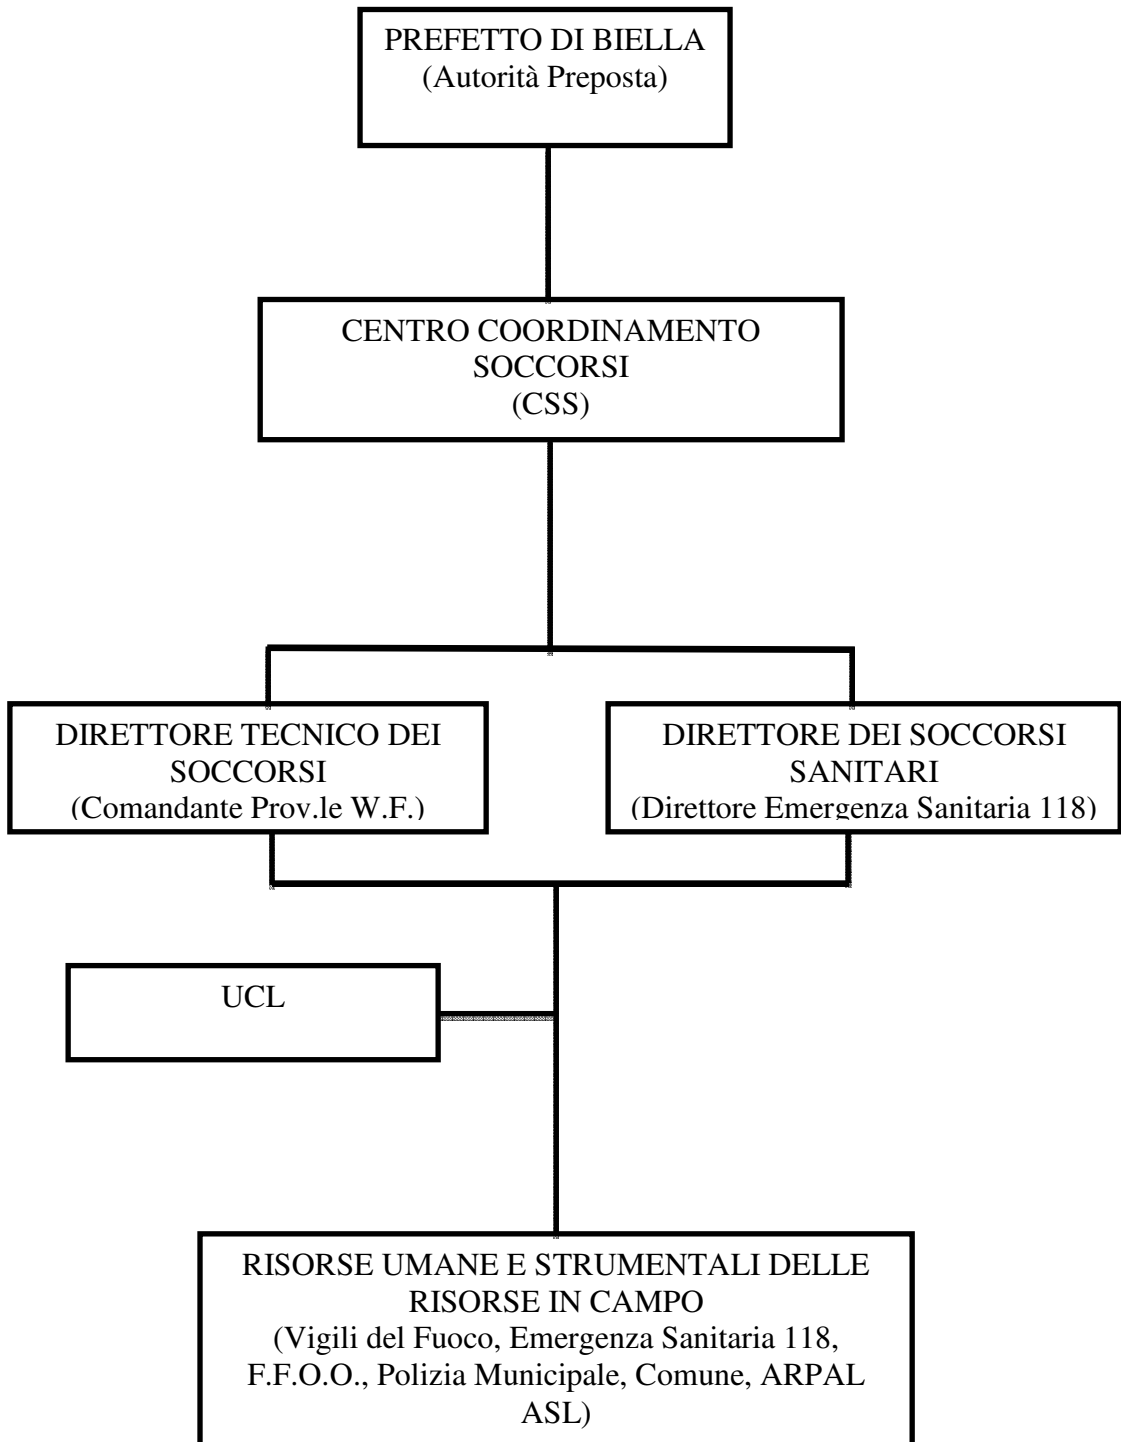 PREFETTO DI BIELLA
(Autorità Preposta)
CENTRO COORDINAMENTO
SOCCORSI
(CSS)
DIRETTORE TECNICO DEI
SOCCORSI
(Comandante Prov.le W.F.)
DIRETTORE DEI SOCCORSI
SANITARI
(Direttore Emergenza Sanitaria 118)
UCL
RISORSE UMANE E STRUMENTALI DELLE
RISORSE IN CAMPO
(Vigili del Fuoco, Emergenza Sanitaria 118,
F.F.O.O., Polizia Municipale, Comune, ARPAL
ASL)